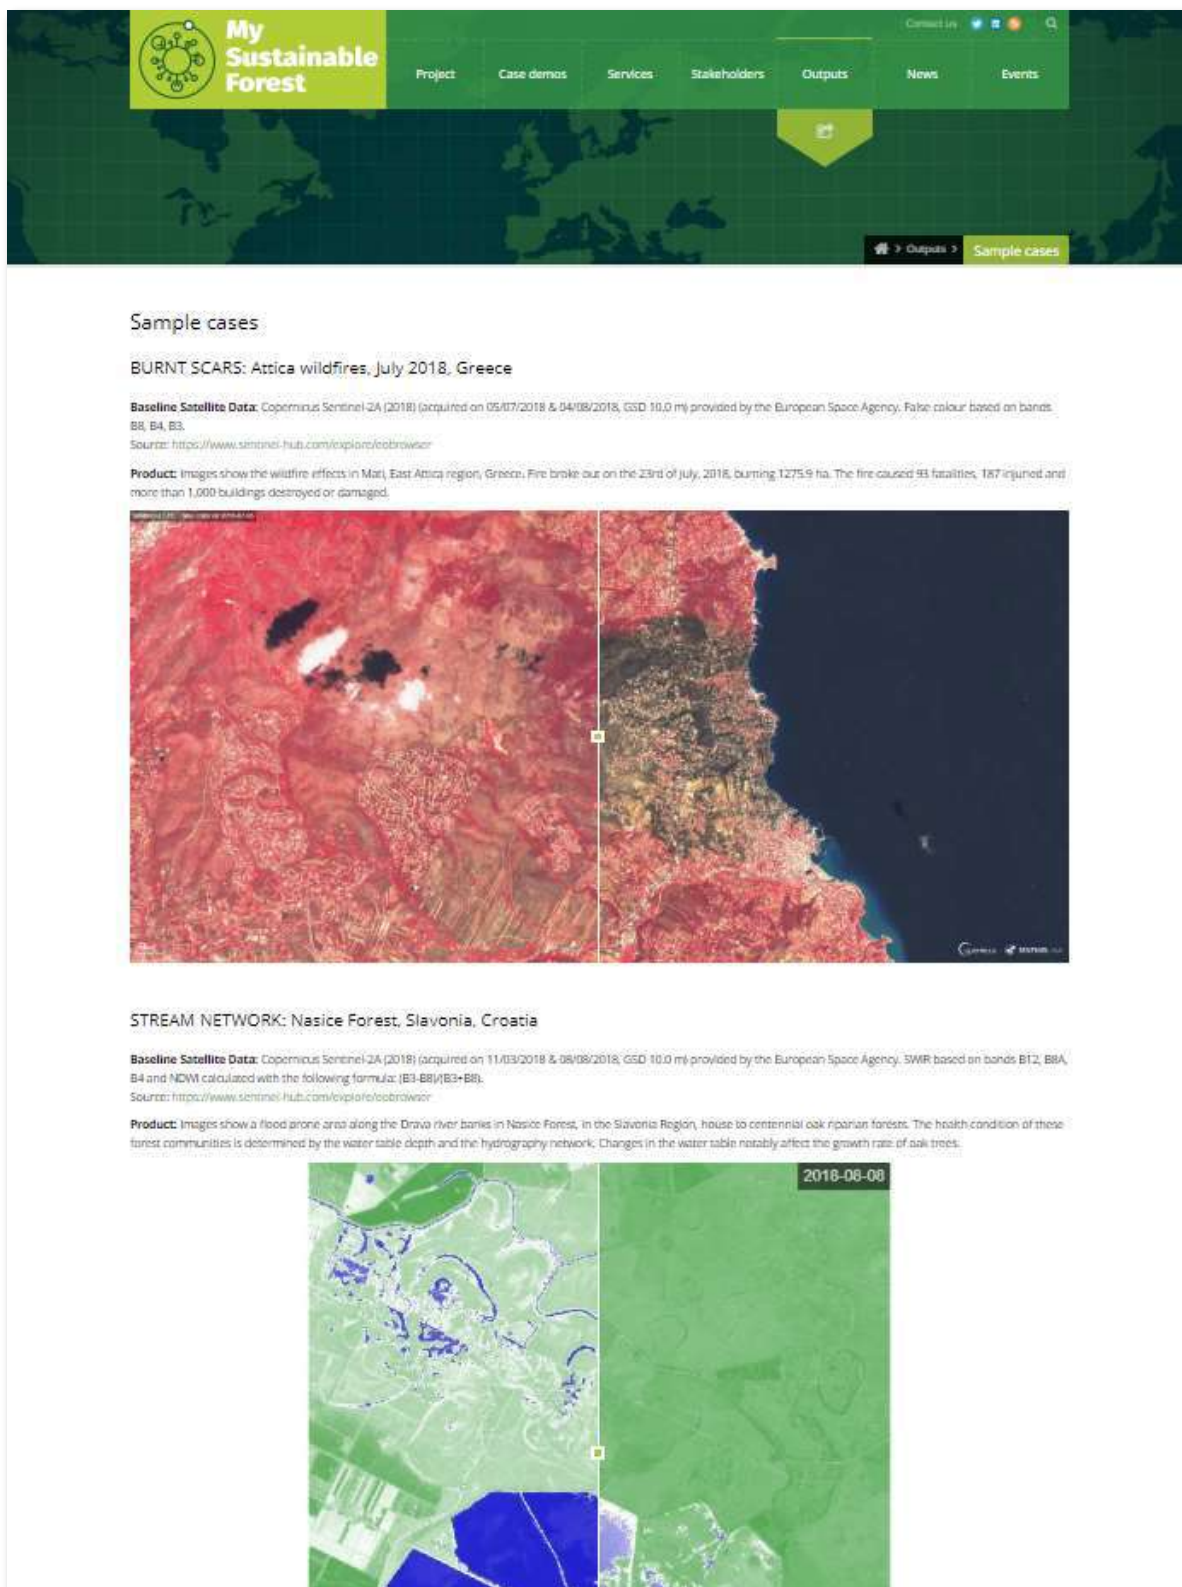 My
Sustainable
Forest
Contact us
Project Case demos Services Stakeholders Outputs News Events
> Outputs > Sample cases
Sample cases
BURNT SCARS: Attica wildfires, July 2018, Greece
Baseline Satellite Data: Copernicus Sentinel-2A (2018) (acquired on 05/07/2018 & 04/08/2018, GSD 10.0 m) provided by the European Space Agency. False colour based on bands
B8, B4, B3.
Source: https://www.sentinel-hub.com/explore/eobrowser
Product: Images show the wildfire effects in Mati, East Attica region, Greece. Fire broke out on the 23rd of July, 2018, burning 1275.9 ha. The fire caused 93 fatalities, 187 injured and
more than 1,000 buildings destroyed or damaged.
STREAM NETWORK: Nasice Forest, Slavonia, Croatia
Baseline Satellite Data: Copernicus Sentinel-2A (2018) (acquired on 11/03/2018 & 08/08/2018, GSD 10.0 m) provided by the European Space Agency. SWIR based on bands B12, B8A,
B4 and NDWI calculated with the following formula: (B3-B8)/(B3+B8).
Source: https://www.sentinel-hub.com/explore/eobrowser
Product: Images show a flood prone area along the Drava river banks in Nasice Forest, in the Slavonia Region, house to centennial oak riparian forests. The health condition of these
forest communities is determined by the water table depth and the hydrography network. Changes in the water table notably affect the growth rate of oak trees.
2018-08-08